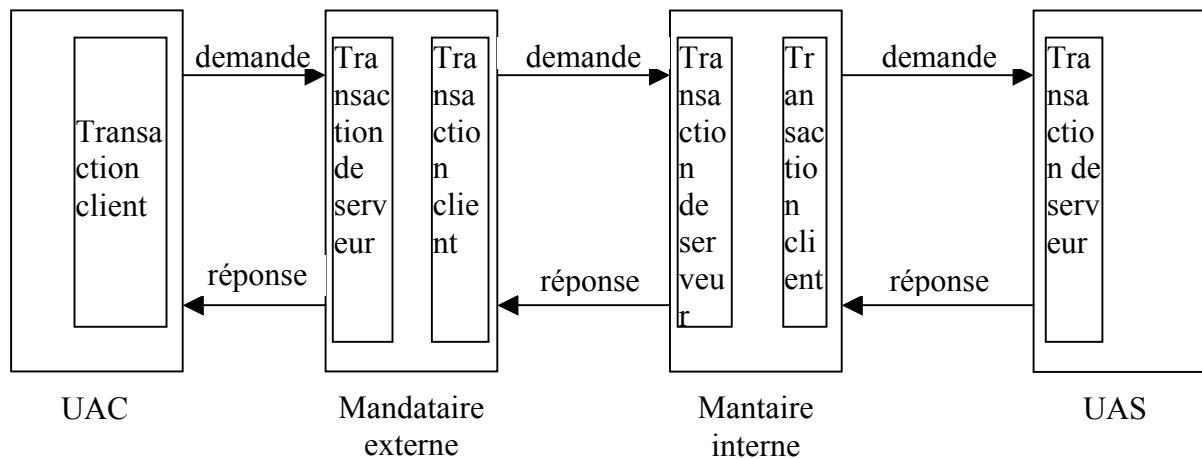 demande
demande
demande
Transa
ction
client
Tra
nsac
tion
de
serv
eur
Tra
nsa
ctio
n
clie
nt
Tra
nsa
ctio
n
de
ser
veu
r
Tr
an
sac
tio
n
cli
ent
Tra
nsa
ctio
n de
serv
eur
réponse
réponse
réponse
UAC
Mandataire
externe
Mantaire
interne
UAS